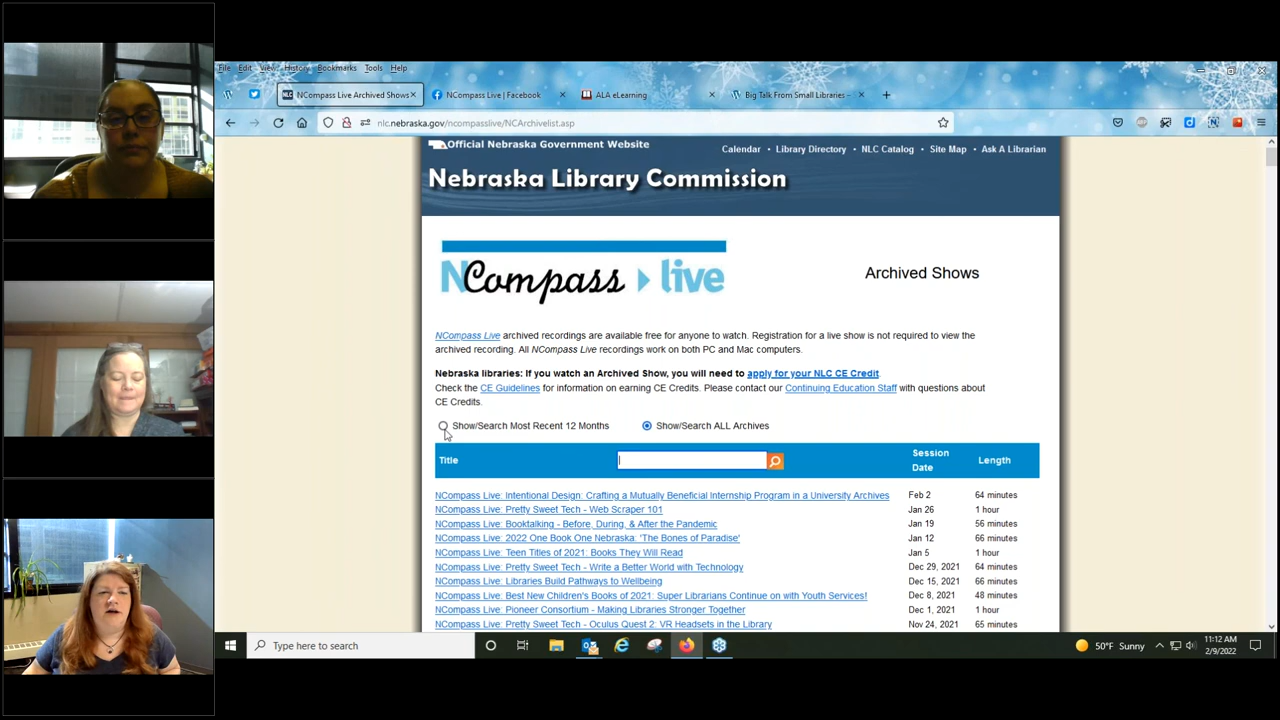 File Edit View History Bookmarks Tools Help
NCompass Live Archived Shows
NCompass Live | Facebook
ALA eLearning
Big Talk From Small Libraries –
nlc.nebraska.gov/ncompasslive/NCArchivelist.asp
Official Nebraska Government Website
Calendar • Library Directory • NLC Catalog • Site Map • Ask A Librarian
Nebraska Library Commission
NCompass live
Archived Shows
NCompass Live archived recordings are available free for anyone to watch. Registration for a live show is not required to view the
archived recording. All NCompass Live recordings work on both PC and Mac computers.
Nebraska libraries: If you watch an Archived Show, you will need to apply for your NLC CE Credit.
Check the CE Guidelines for information on earning CE Credits. Please contact our Continuing Education Staff with questions about
CE Credits.
Show/Search Most Recent 12 Months Show/Search ALL Archives
Title Session Date Length
NCompass Live: Intentional Design: Crafting a Mutually Beneficial Internship Program in a University Archives Feb 2 64 minutes
NCompass Live: Pretty Sweet Tech - Web Scraper 101 Jan 26 1 hour
NCompass Live: Booktalking - Before, During, & After the Pandemic Jan 19 56 minutes
NCompass Live: 2022 One Book One Nebraska: 'The Bones of Paradise' Jan 12 66 minutes
NCompass Live: Teen Titles of 2021: Books They Will Read Jan 5 1 hour
NCompass Live: Pretty Sweet Tech - Write a Better World with Technology Dec 29, 2021 64 minutes
NCompass Live: Libraries Build Pathways to Wellbeing Dec 15, 2021 66 minutes
NCompass Live: Best New Children's Books of 2021: Super Librarians Continue on with Youth Services! Dec 8, 2021 48 minutes
NCompass Live: Pioneer Consortium - Making Libraries Stronger Together Dec 1, 2021 1 hour
NCompass Live: Pretty Sweet Tech - Oculus Quest 2: VR Headsets in the Library Nov 24, 2021 65 minutes
Type here to search
50°F Sunny
11:12 AM
2/9/2022